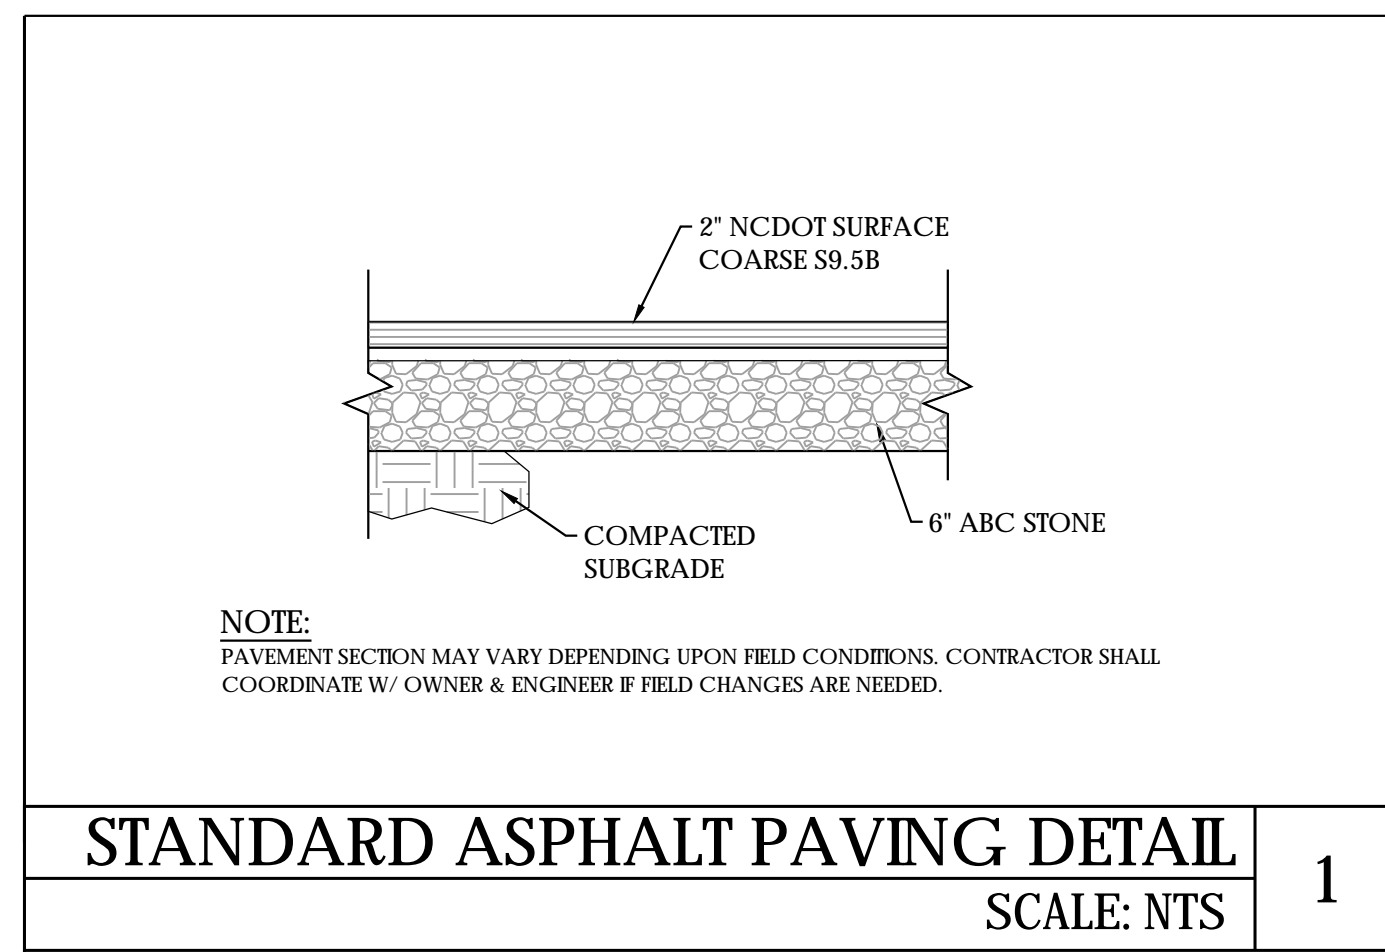 2" NCDOT SURFACE
COARSE S9.5B
6" ABC STONE
COMPACTED
SUBGRADE
NOTE:
PAVEMENT SECTION MAY VARY DEPENDING UPON FIELD CONDITIONS. CONTRACTOR SHALL
COORDINATE W/ OWNER & ENGINEER IF FIELD CHANGES ARE NEEDED.
STANDARD ASPHALT PAVING DETAIL
SCALE: NTS
1